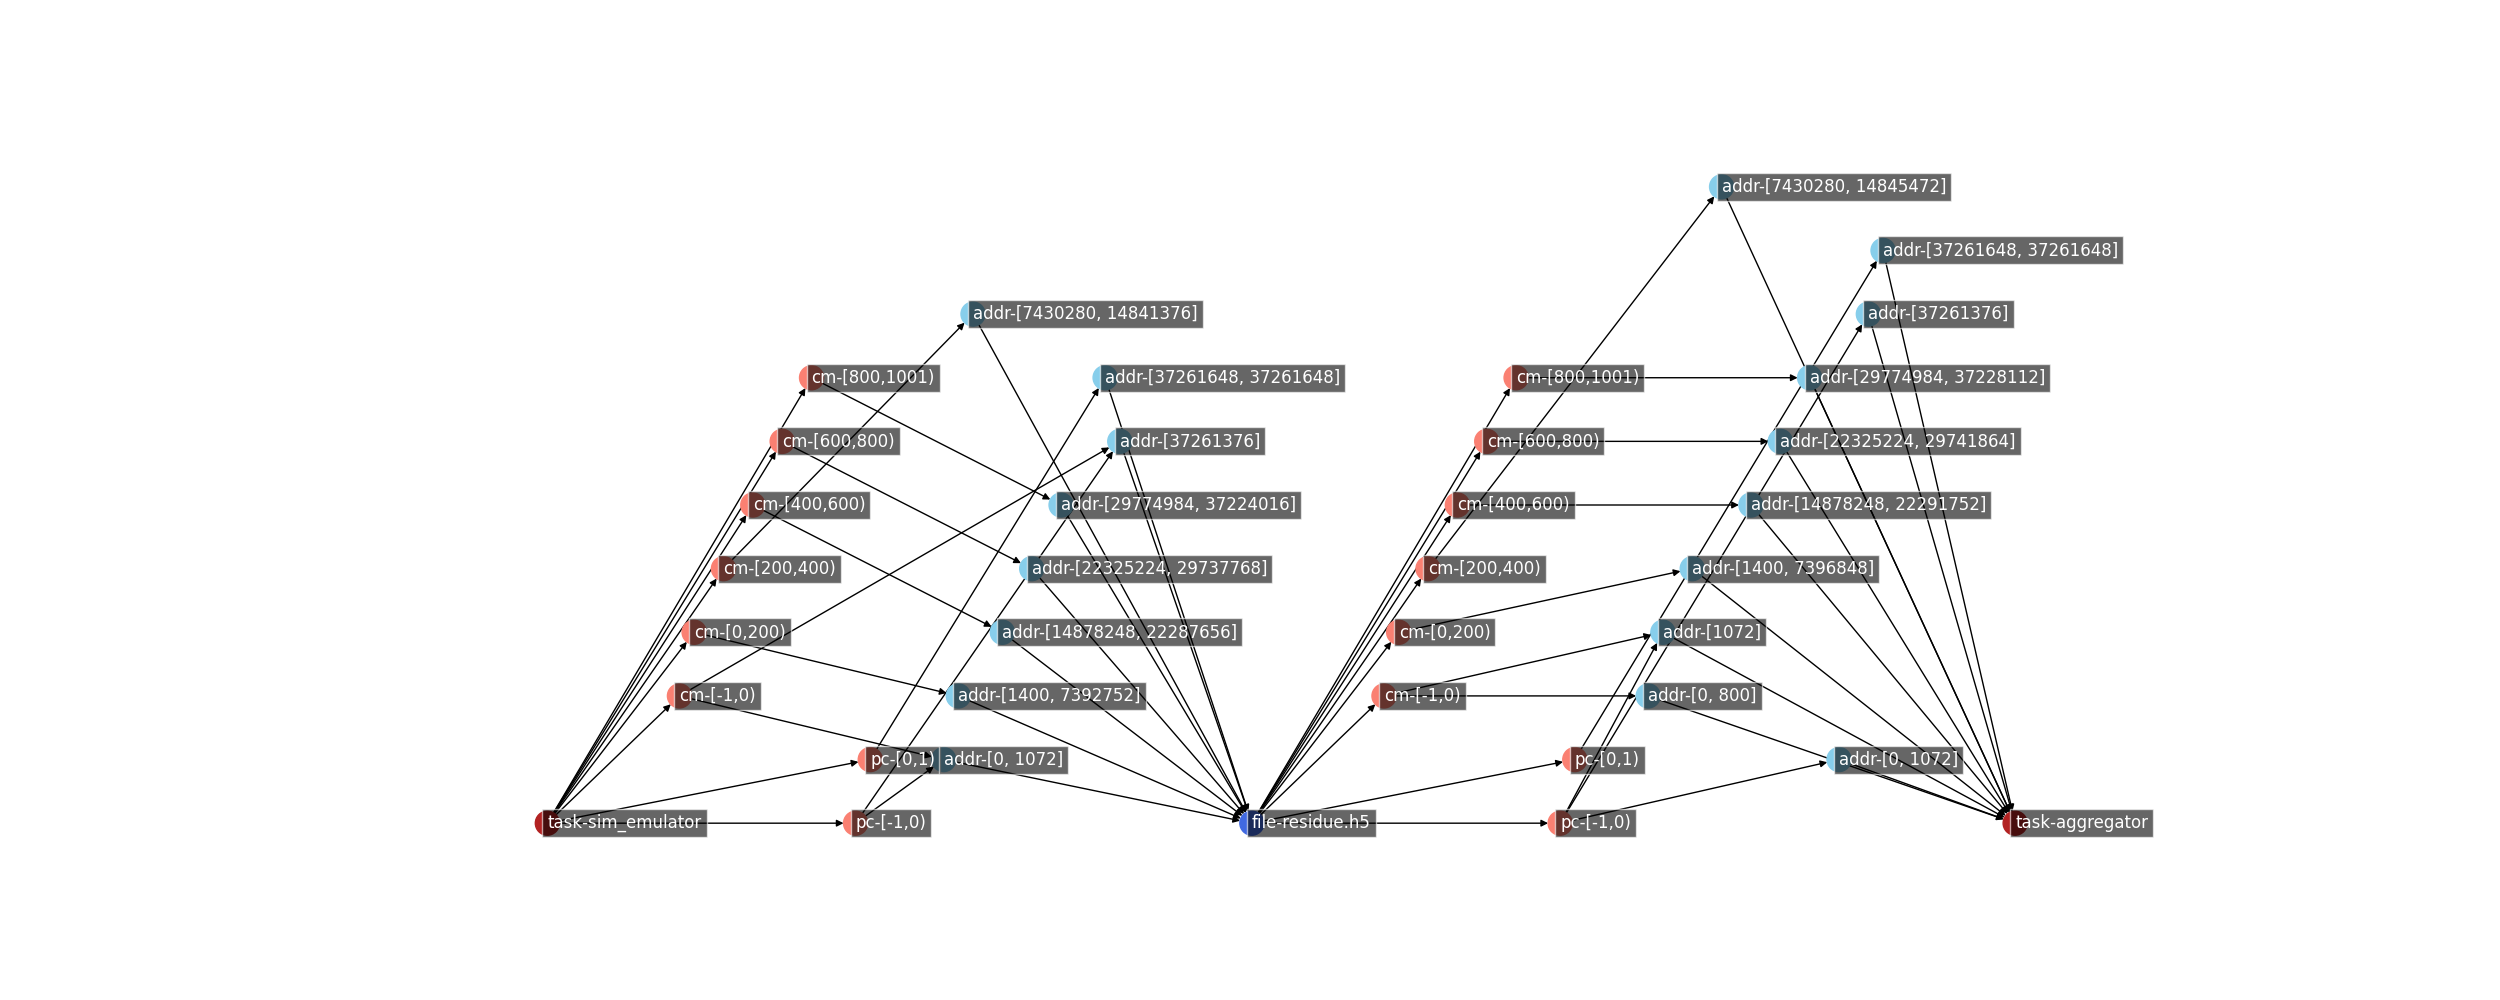 addr-[7430280, 14845472]
addr-[37261648, 37261648]
addr-[7430280, 14841376]
addr-[37261376]
cm-[800,1001)
addr-[37261648, 37261648]
cm-[800,1001)
addr-[29774984, 37228112]
cm-[600,800)
addr-[37261376]
cm-[600,800)
addr-[22325224, 29741864]
cm-[400,600)
addr-[29774984, 37224016]
cm-[400,600)
addr-[14878248, 22291752]
cm-[200,400)
addr-[22325224, 29737768]
cm-[200,400)
addr-[1400, 7396848]
cm-[0,200)
addr-[14878248, 22287656]
cm-[0,200)
addr-[1072]
cm-[-1,0)
addr-[1400, 7392752]
cm-[-1,0)
addr-[0, 800]
pc-[0,1)
addr-[0, 1072]
pc-[0,1)
addr-[0, 1072]
task-sim_emulator
pc-[-1,0)
file-residue.h5
pc-[-1,0)
task-aggregator